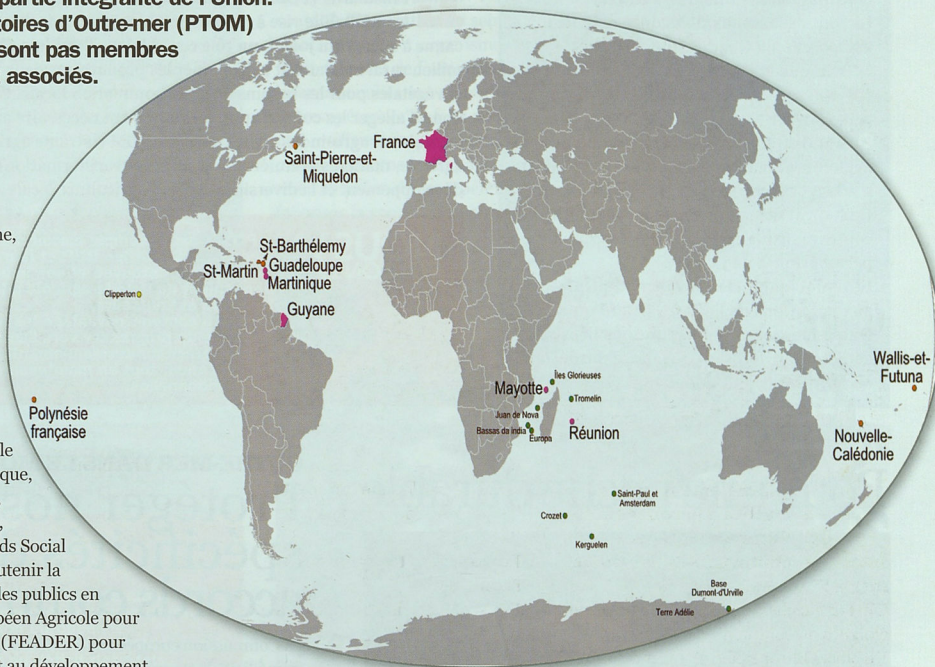 partie intégrante de l'Union.
toires d'Outre-mer (PTOM)
sont pas membres
associés.
France
Saint-Pierre-et-
Miquelon
St-Barthélemy
St-Martin
Guadeloupe
Martinique
Clipperton
Guyane
Wallis-et-
Futuna
Îles Glorieuses
Mayotte
Tromelin
Juan de Nova
Bassas da India
Europa
Réunion
Polynésie
française
Nouvelle-
Calédonie
Saint-Paul et
Amsterdam
Crozet
Kerguelen
Base
Dumont-d'Urville
Terre Adélie
ne,
le
que,
ds Social
utenir la
les publics en
péen Agricole pour
(FEADER) pour
t au développement